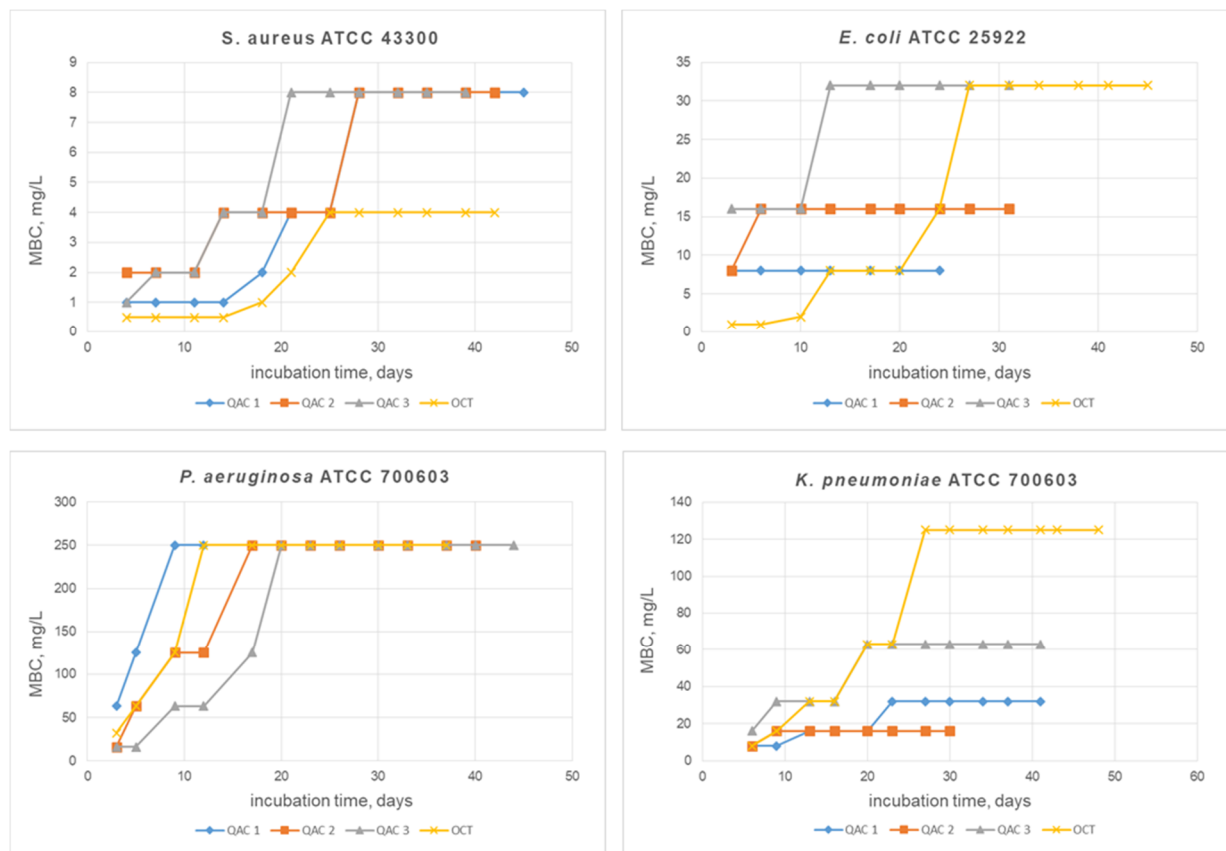 S. aureus ATCC 43300
9
8
7
6
5
4
3
2
1
0
MBC, mg/L
0 10 20 30 40 50
incubation time, days
QAC 1 QAC 2 QAC 3 OCT
E. coli ATCC 25922
35
30
25
20
15
10
5
0
MBC, mg/L
0 10 20 30 40 50
incubation time, days
QAC 1 QAC 2 QAC 3 OCT
P. aeruginosa ATCC 700603
300
250
200
150
100
50
0
MBC, mg/L
0 10 20 30 40 50
incubation time, days
QAC 1 QAC 2 QAC 3 OCT
K. pneumoniae ATCC 700603
140
120
100
80
60
40
20
0
MBC, mg/L
0 10 20 30 40 50 60
incubation time, days
QAC 1 QAC 2 QAC 3 OCT